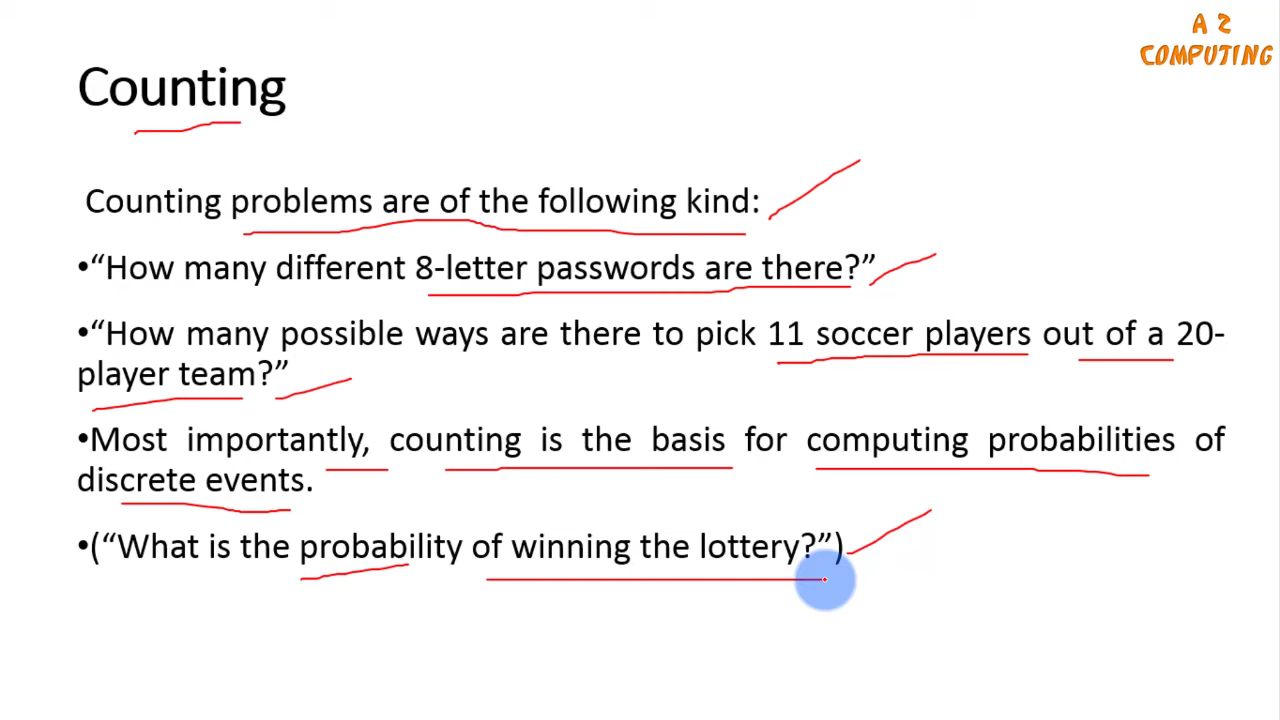 A Z
COMPUTING
Counting
Counting problems are of the following kind:
•“How many different 8-letter passwords are there?”
•“How many possible ways are there to pick 11 soccer players out of a 20-
player team?”
•Most importantly, counting is the basis for computing probabilities of
discrete events.
•(“What is the probability of winning the lottery?”)